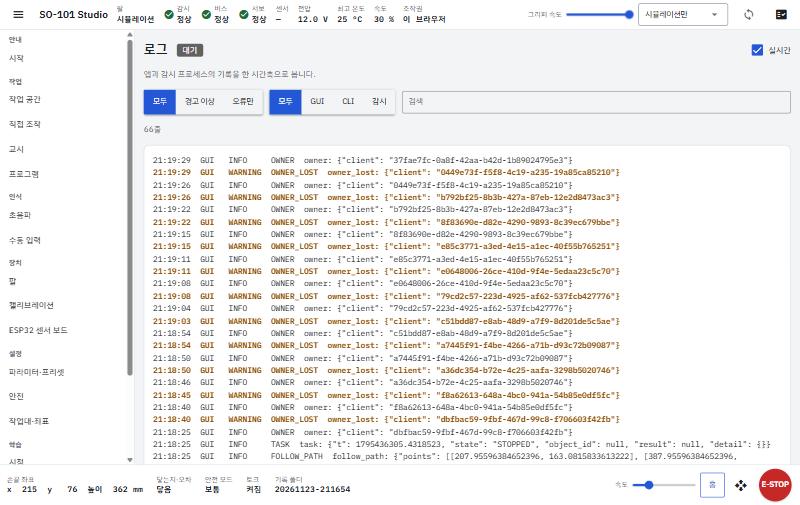 SO-101 Studio
팔
시뮬레이션
감시
정상
버스
정상
서보
정상
센서
—
전압
12.0 V
최고 온도
25 °C
속도
30 %
조작권
이 브라우저
그리퍼 속도
시뮬레이션만
안내
시작
작업
작업 공간
직접 조작
교시
프로그램
인식
초음파
수동 입력
장치
팔
캘리브레이션
ESP32 센서 보드
설정
파라미터·프리셋
안전
작업대·좌표
학습
로그 대기
실시간
앱과 감시 프로세스의 기록을 한 시간축으로 봅니다.
모두 경고 이상 오류만
모두 GUI CLI 감시
검색
66줄
21:19:29 GUI INFO OWNER owner: {"client": "37fae7fc-0a8f-42aa-b42d-1b89024795e3"}
21:19:29 GUI WARNING OWNER_LOST owner_lost: {"client": "0449e73f-f5f8-4c19-a235-19a85ca85210"}
21:19:26 GUI INFO OWNER owner: {"client": "0449e73f-f5f8-4c19-a235-19a85ca85210"}
21:19:26 GUI WARNING OWNER_LOST owner_lost: {"client": "b792bf25-8b3b-427a-87eb-12e2d8473ac3"}
21:19:22 GUI INFO OWNER owner: {"client": "b792bf25-8b3b-427a-87eb-12e2d8473ac3"}
21:19:22 GUI WARNING OWNER_LOST owner_lost: {"client": "8f83690e-d82e-4290-9893-8c39ec679bbe"}
21:19:15 GUI INFO OWNER owner: {"client": "8f83690e-d82e-4290-9893-8c39ec679bbe"}
21:19:15 GUI WARNING OWNER_LOST owner_lost: {"client": "e85c3771-a3ed-4e15-a1ec-40f55b765251"}
21:19:11 GUI INFO OWNER owner: {"client": "e85c3771-a3ed-4e15-a1ec-40f55b765251"}
21:19:11 GUI WARNING OWNER_LOST owner_lost: {"client": "e0648006-26ce-410d-9f4e-5edaa23c5c70"}
21:19:08 GUI INFO OWNER owner: {"client": "e0648006-26ce-410d-9f4e-5edaa23c5c70"}
21:19:08 GUI WARNING OWNER_LOST owner_lost: {"client": "79cd2c57-223d-4925-af62-537fcb427776"}
21:19:04 GUI INFO OWNER owner: {"client": "79cd2c57-223d-4925-af62-537fcb427776"}
21:19:03 GUI WARNING OWNER_LOST owner_lost: {"client": "c51bdd87-e8ab-48d9-a7f9-8d201de5c5ae"}
21:18:54 GUI INFO OWNER owner: {"client": "c51bdd87-e8ab-48d9-a7f9-8d201de5c5ae"}
21:18:54 GUI WARNING OWNER_LOST owner_lost: {"client": "a7445f91-f4be-4266-a71b-d93c72b09087"}
21:18:50 GUI INFO OWNER owner: {"client": "a7445f91-f4be-4266-a71b-d93c72b09087"}
21:18:50 GUI WARNING OWNER_LOST owner_lost: {"client": "a36dc354-b72e-4c25-aafa-3298b5020746"}
21:18:46 GUI INFO OWNER owner: {"client": "a36dc354-b72e-4c25-aafa-3298b5020746"}
21:18:45 GUI WARNING OWNER_LOST owner_lost: {"client": "f8a62613-648a-4bc0-941a-54b85e0df5fc"}
21:18:40 GUI INFO OWNER owner: {"client": "f8a62613-648a-4bc0-941a-54b85e0df5fc"}
21:18:40 GUI WARNING OWNER_LOST owner_lost: {"client": "dbfbac59-9fbf-467d-99c8-f706603f42fb"}
21:18:25 GUI INFO OWNER owner: {"client": "dbfbac59-9fbf-467d-99c8-f706603f42fb"}
21:18:25 GUI INFO TASK task: {"t": 1795436305.4318523, "state": "STOPPED", "object_id": null, "result": null, "detail": {}}
21:18:25 GUI INFO FOLLOW_PATH follow_path: {"points": [[207.95596384652396, 163.0815833613222], [387.95596384652396,
손끝 좌표
x 215 y 76 높이 362 mm
닿는지·오차
닿음
안전 모드
보통
토크
켜짐
기록 폴더
20261123-211654
속도
홈
E-STOP